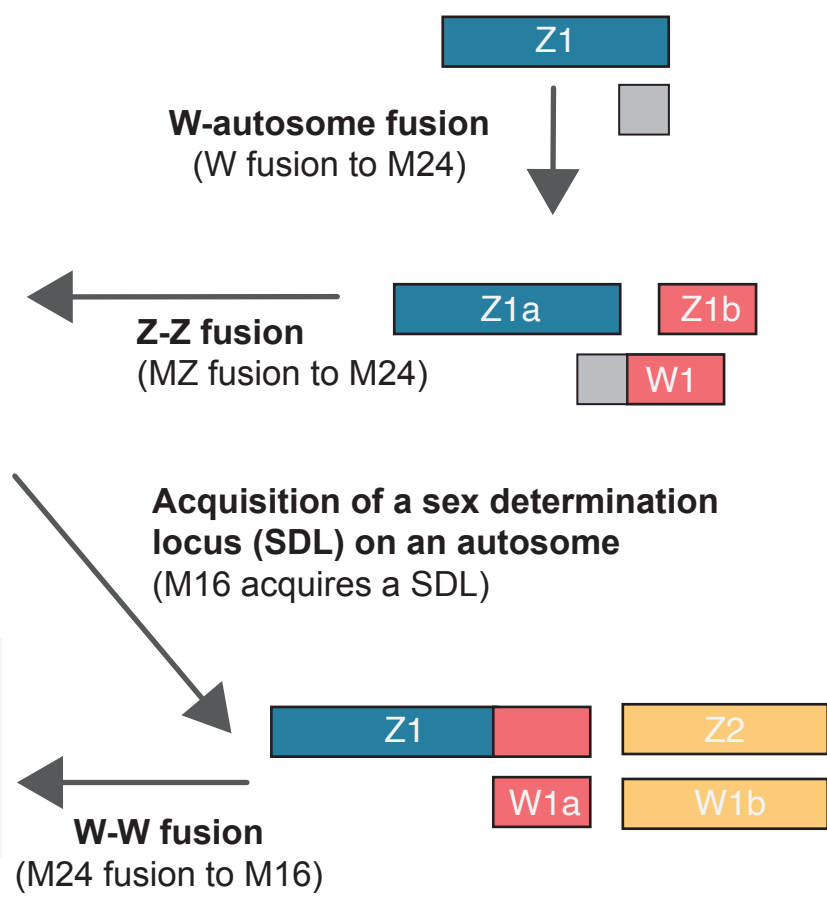 Z1
W-autosome fusion
(W fusion to M24)
Z1a
Z1b
Z-Z fusion
(MZ fusion to M24)
W1
Acquisition of a sex determination
locus (SDL) on an autosome
(M16 acquires a SDL)
Z1
Z2
W1a
W1b
W-W fusion
(M24 fusion to M16)